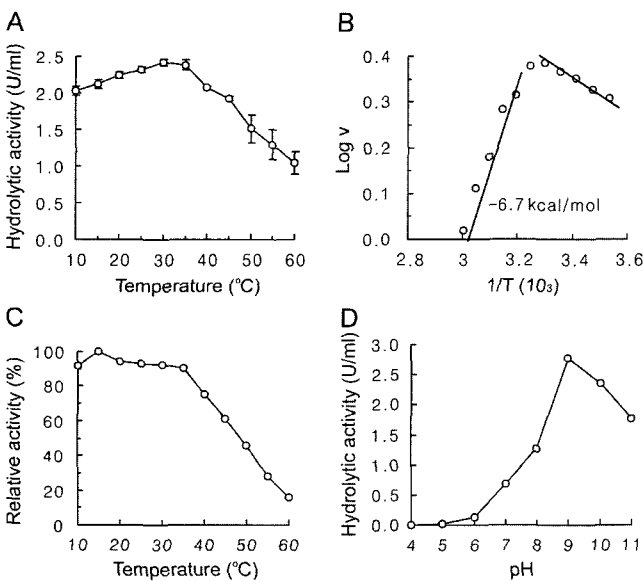 A
Hydrolytic activity (U/ml)
2.5
2.0
1.5
1.0
0.5
0.0
10 20 30 40 50 60
Temperature (°C)
B
Log v
0.4
0.3
0.2
0.1
0.0
−6.7 kcal/mol
2.8 3 3.2 3.4 3.6
1/T (10₃)
C
Relative activity (%)
100
80
60
40
20
0
10 20 30 40 50 60
Temperature (°C)
D
Hydrolytic activity (U/ml)
3.0
2.5
2.0
1.5
1.0
0.5
0.0
4 5 6 7 8 9 10 11
pH